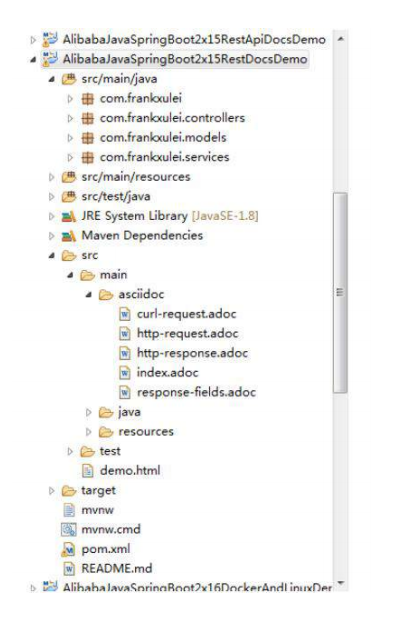 AlibabaJavaSpringBoot2x15RestApiDocsDemo
AlibabaJavaSpringBoot2x15RestDocsDemo
src/main/java
com.frankxulei
com.frankxulei.controllers
com.frankxulei.models
com.frankxulei.services
src/main/resources
src/test/java
JRE System Library [JavaSE-1.8]
Maven Dependencies
src
main
asciidoc
curl-request.adoc
http-request.adoc
http-response.adoc
index.adoc
response-fields.adoc
java
resources
test
demo.html
target
mvnw
mvnw.cmd
pom.xml
README.md
AlibabaJavaSpringBoot2x16DockerAndLinuxDer